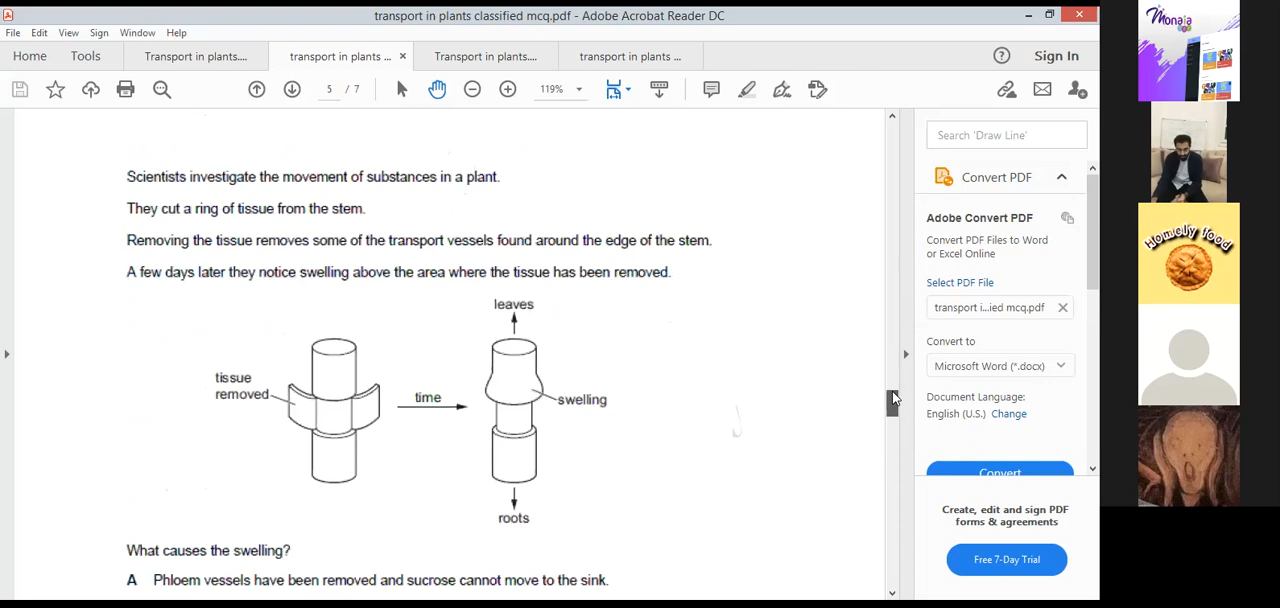 transport in plants classified mcq.pdf - Adobe Acrobat Reader DC
File Edit View Sign Window Help
Home Tools Transport in plants.... transport in plants ... × Transport in plants.... transport in plants ... Sign In
5 / 7 119%
Scientists investigate the movement of substances in a plant.
They cut a ring of tissue from the stem.
Removing the tissue removes some of the transport vessels found around the edge of the stem.
A few days later they notice swelling above the area where the tissue has been removed.
leaves
tissue
removed
time
swelling
roots
What causes the swelling?
A Phloem vessels have been removed and sucrose cannot move to the sink.
Search 'Draw Line'
Convert PDF
Adobe Convert PDF
Convert PDF Files to Word
or Excel Online
Select PDF File
transport i...ied mcq.pdf
Convert to
Microsoft Word (*.docx)
Document Language:
English (U.S.) Change
Convert
Create, edit and sign PDF
forms & agreements
Free 7-Day Trial
Monaja
Homely food